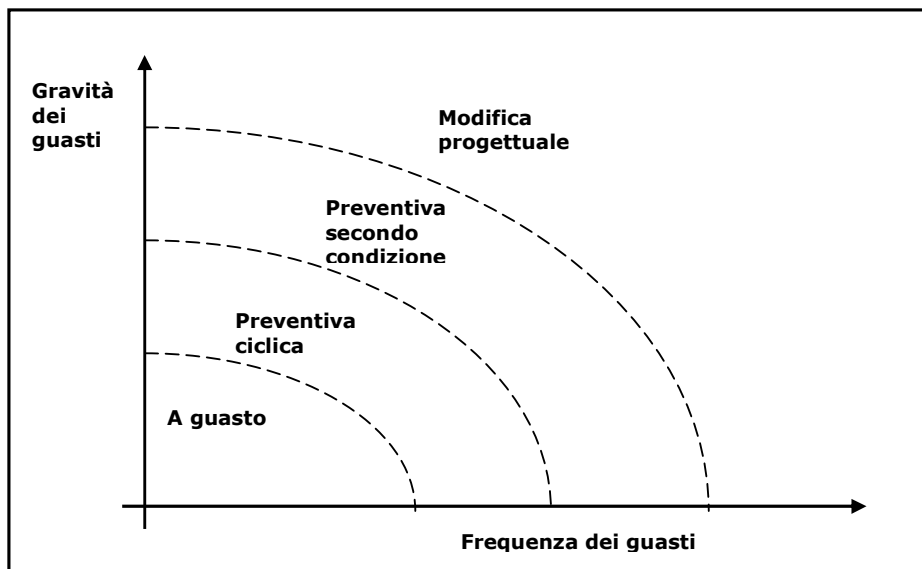 Gravità
dei
guasti
Modifica
progettuale
Preventiva
secondo
condizione
Preventiva
ciclica
A guasto
Frequenza dei guasti